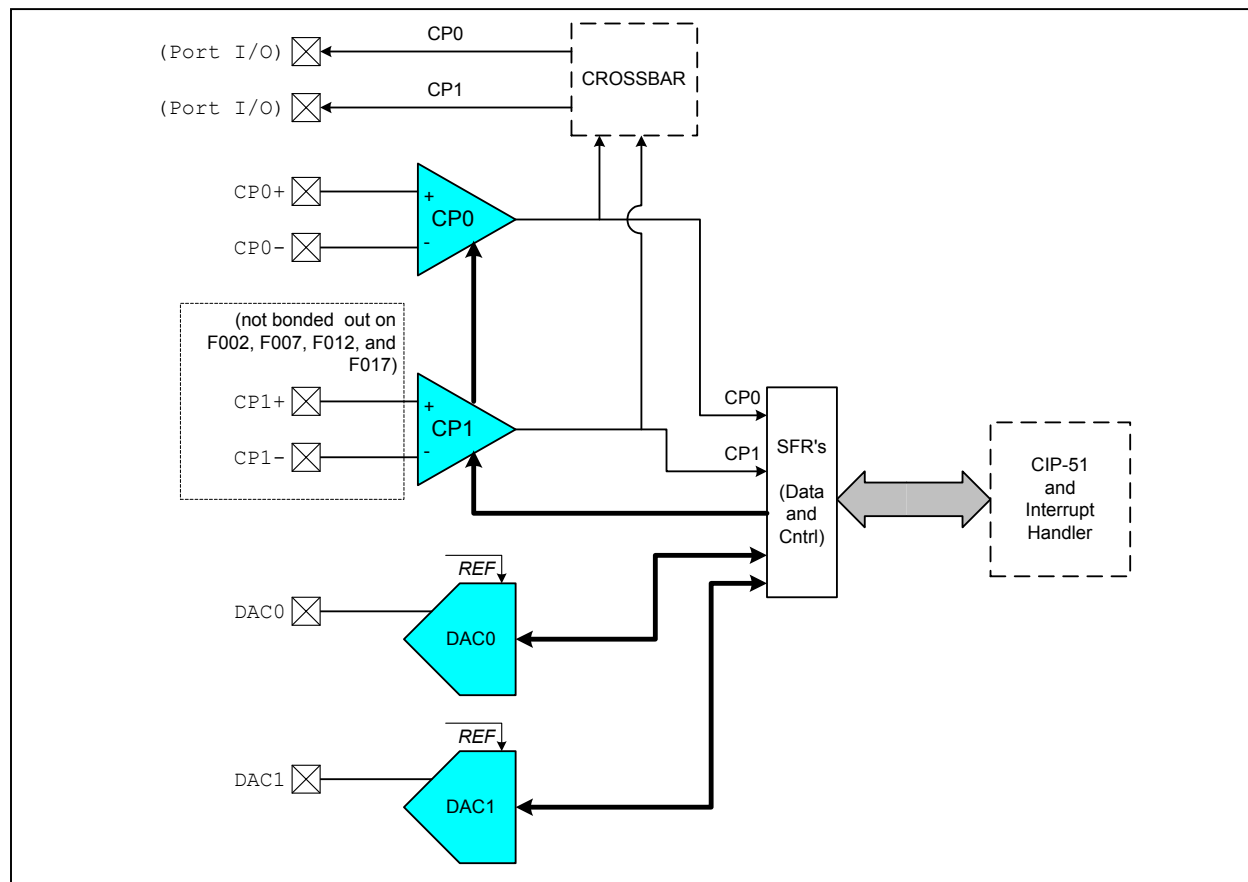 (Port I/O)
CP0
(Port I/O)
CP1
CROSSBAR
CP0+
+
CP0
CP0-
-
(not bonded out on
F002, F007, F012, and
F017)
CP1+
+
CP1
CP1-
-
CP0
CP1
SFR's
(Data
and
Cntrl)
CIP-51
and
Interrupt
Handler
REF
DAC0
DAC0
REF
DAC1
DAC1